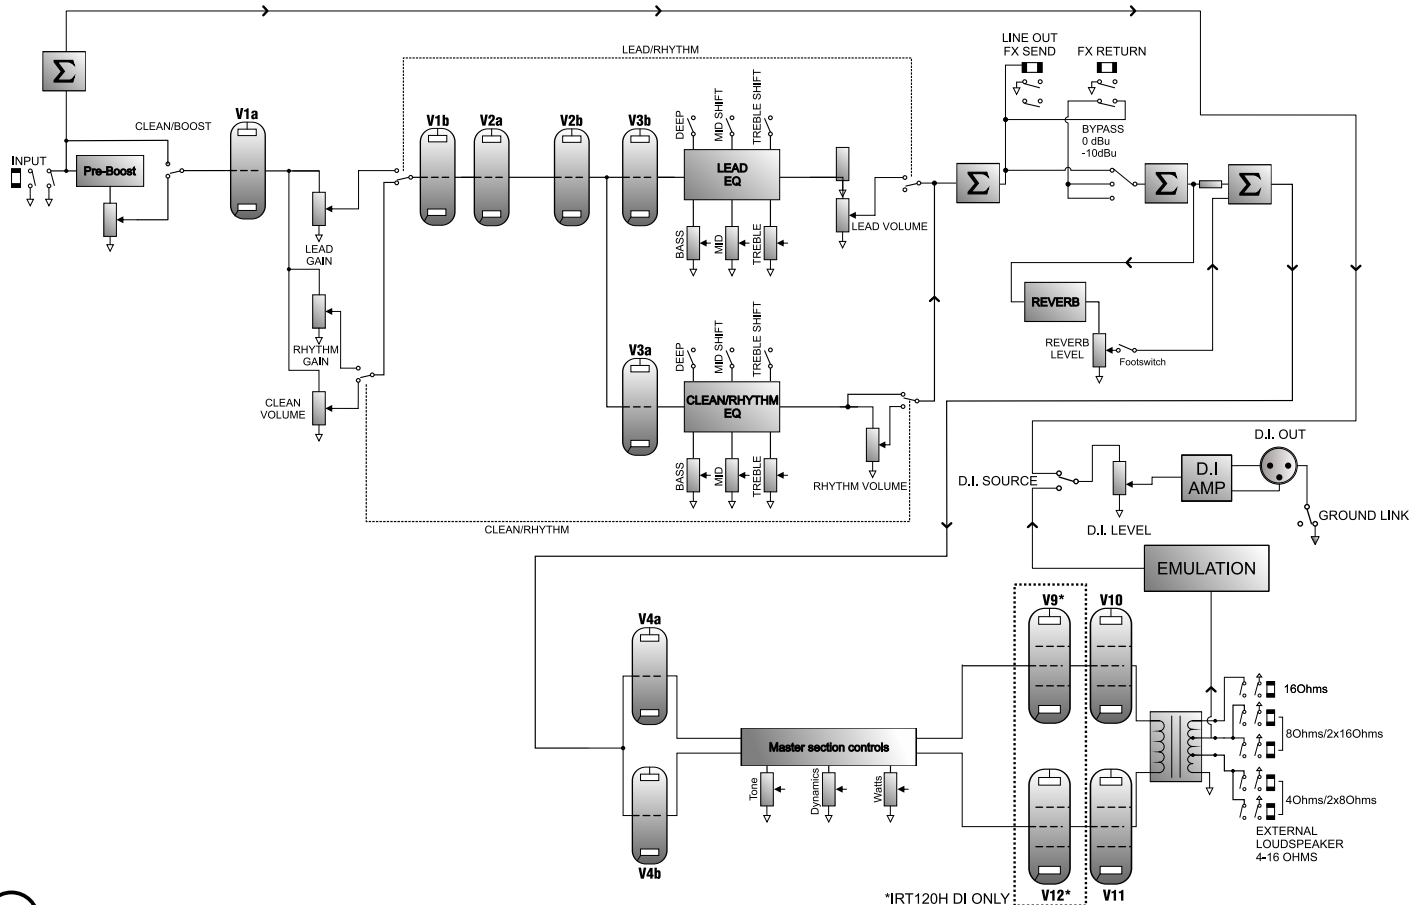 LINE OUT
FX SEND
FX RETURN
LEAD/RHYTHM
Σ
V1a
CLEAN/BOOST
V1b
V2a
V2b
V3b
DEEP
MID SHIFT
TREBLE SHIFT
BYPASS
0 dBu
-10dBu
INPUT
Pre-Boost
LEAD
EQ
Σ
Σ
Σ
LEAD VOLUME
LEAD
GAIN
BASS
MID
TREBLE
REVERB
RHYTHM
GAIN
V3a
DEEP
MID SHIFT
TREBLE SHIFT
REVERB
LEVEL
Footswitch
CLEAN
VOLUME
CLEAN/RHYTHM
EQ
BASS
MID
TREBLE
RHYTHM VOLUME
CLEAN/RHYTHM
D.I. OUT
D.I. SOURCE
D.I
AMP
D.I. LEVEL
GROUND LINK
EMULATION
V4a
V9*
V10
16Ohms
8Ohms/2x16Ohms
Master section controls
Tone
Dynamics
Watts
4Ohms/2x8Ohms
EXTERNAL
LOUDSPEAKER
4-16 OHMS
V4b
*IRT120H DI ONLY
V12*
V11